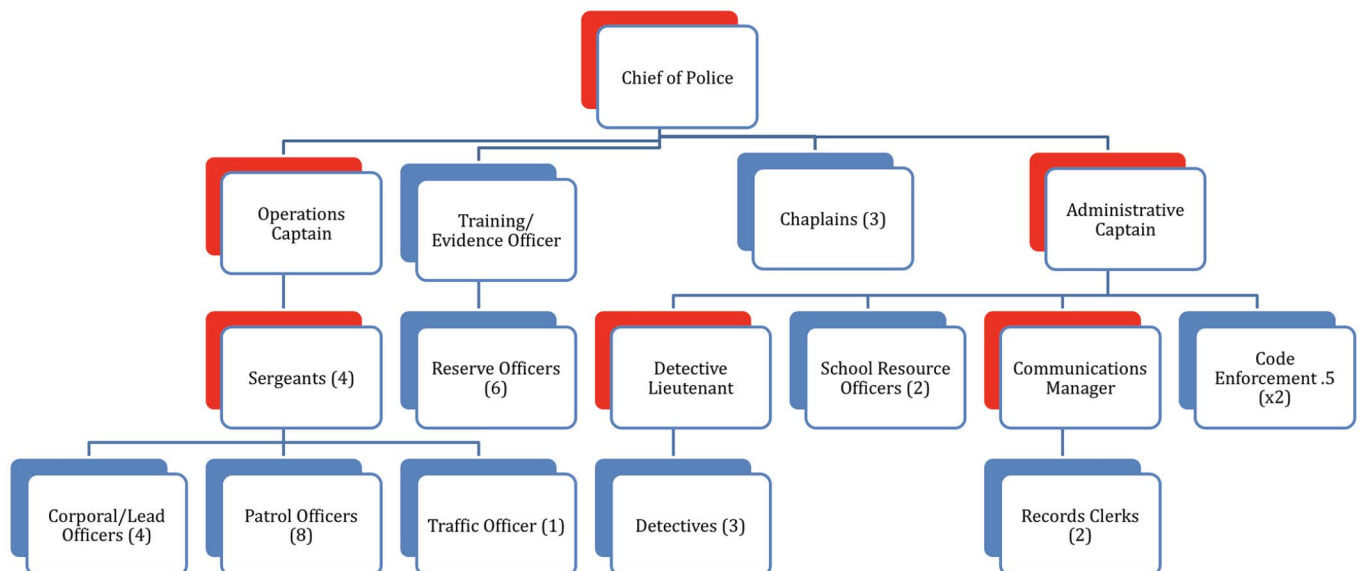 Chief of Police
Operations
Captain
Training/
Evidence Officer
Chaplains (3)
Administrative
Captain
Sergeants (4)
Reserve Officers
(6)
Detective
Lieutenant
School Resource
Officers (2)
Communications
Manager
Code
Enforcement .5
(x2)
Corporal/Lead
Officers (4)
Patrol Officers
(8)
Traffic Officer (1)
Detectives (3)
Records Clerks
(2)